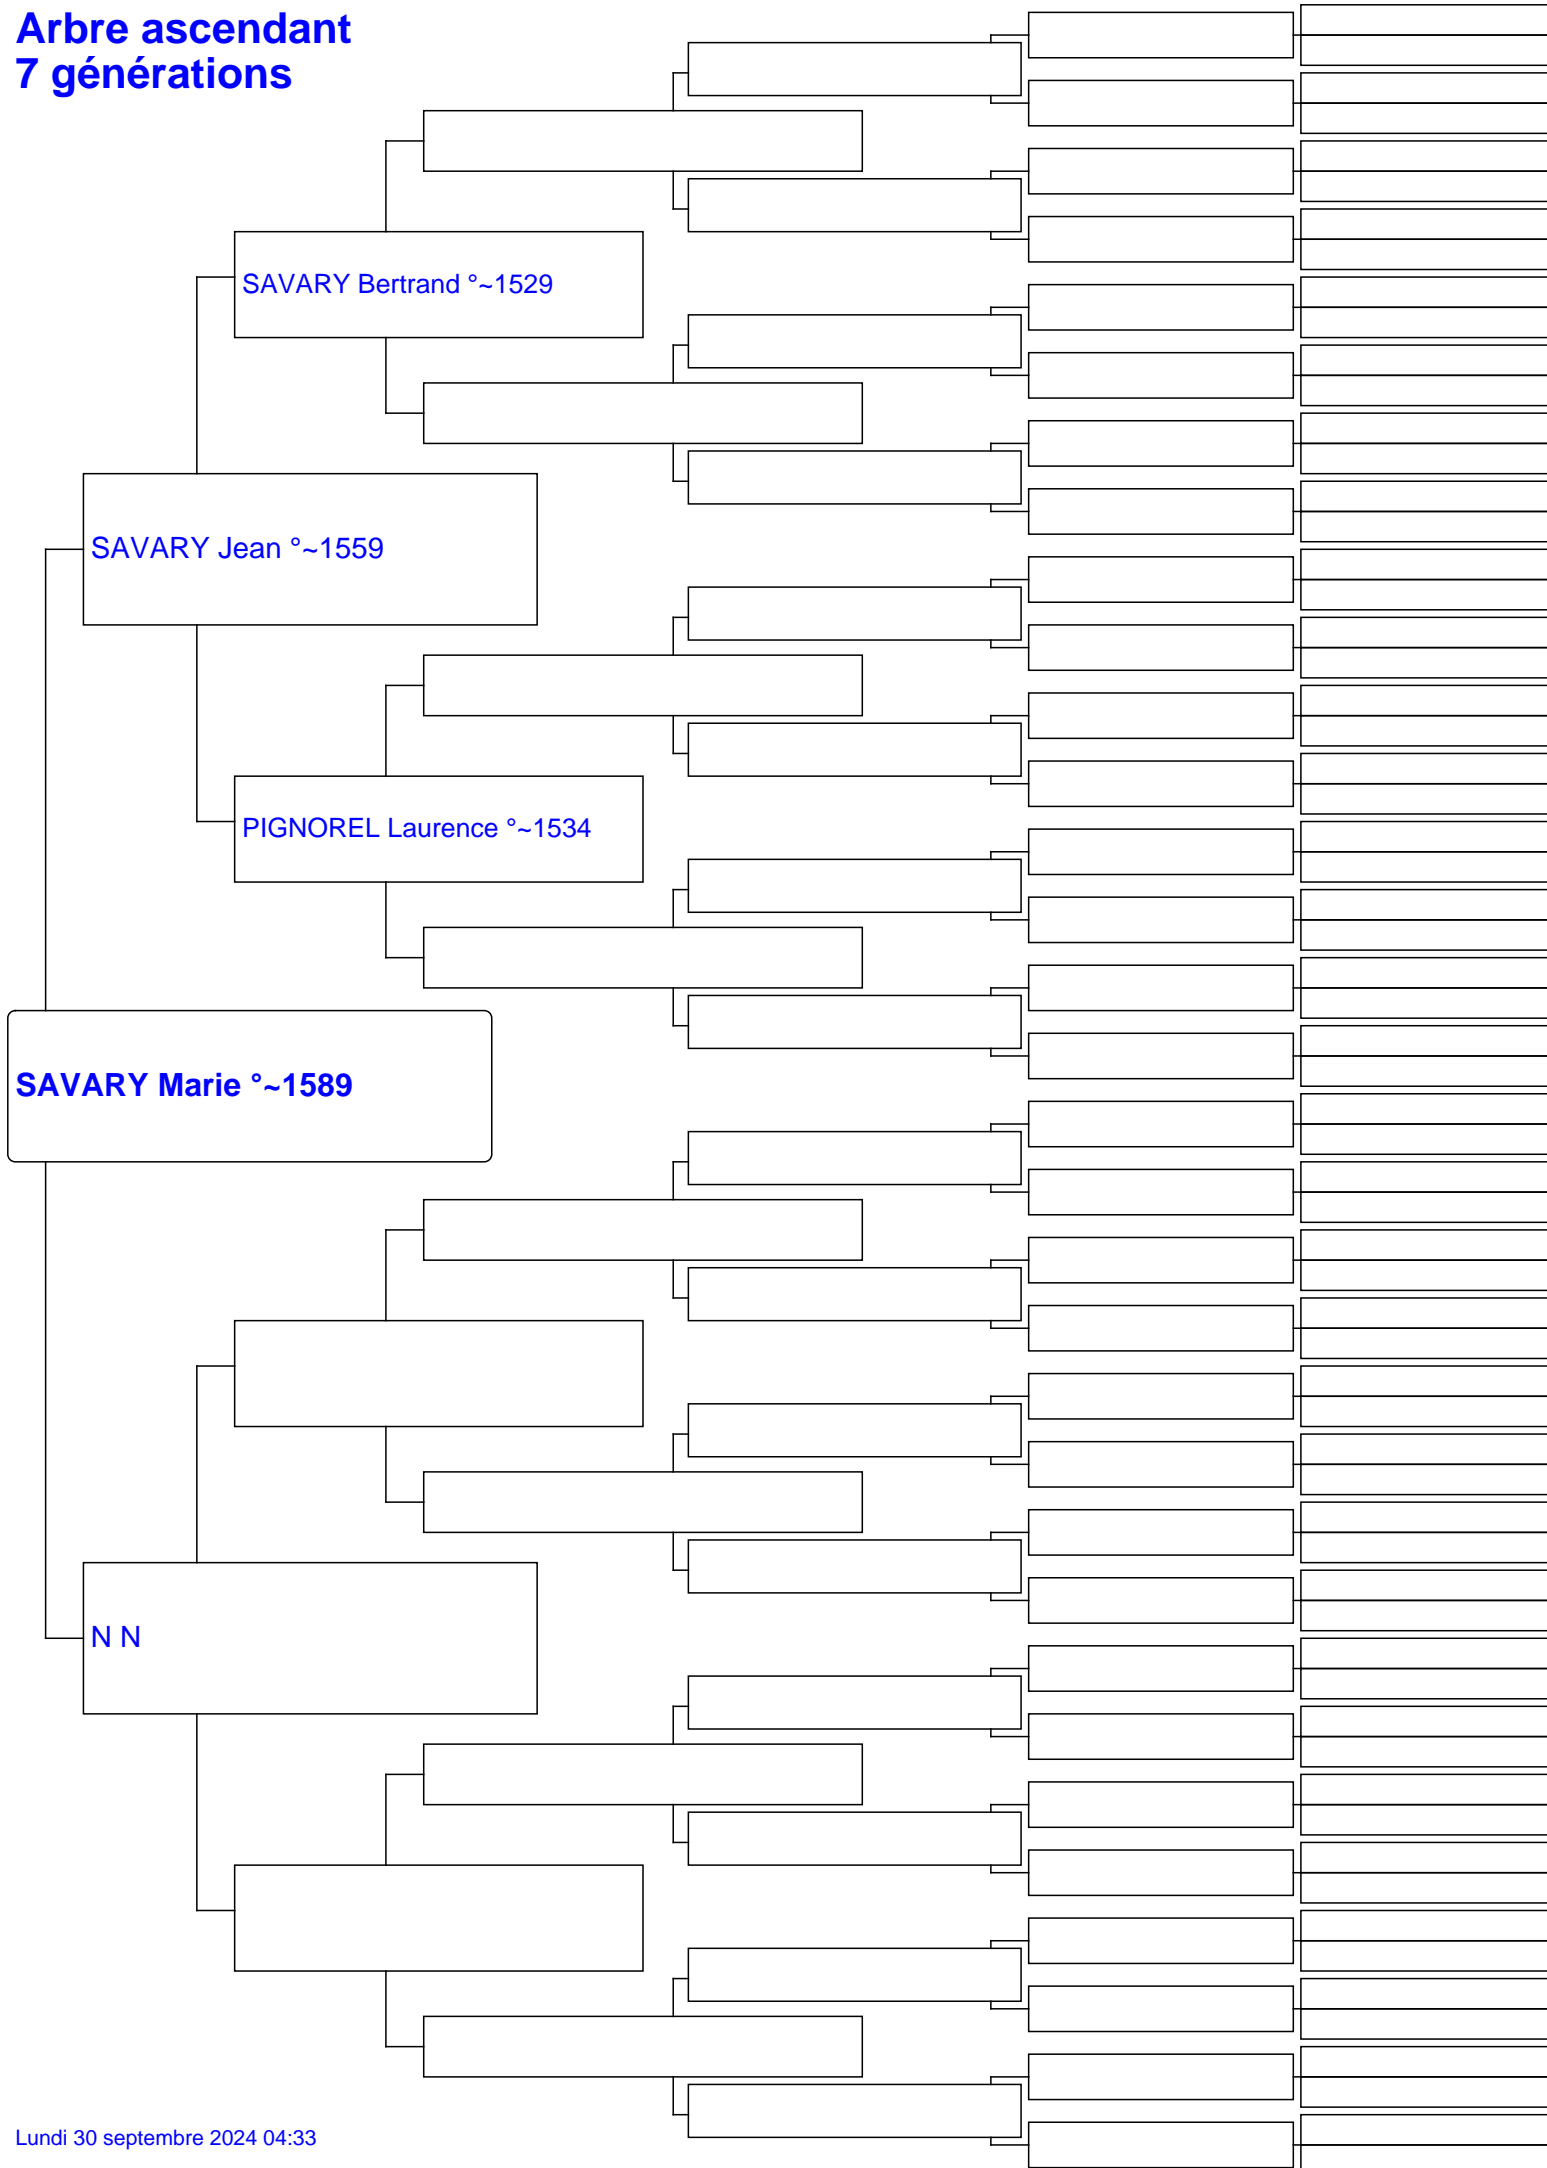 Arbre ascendant
7 générations
SAVARY Bertrand °~1529
SAVARY Jean °~1559
PIGNOREL Laurence °~1534
SAVARY Marie °~1589
N N
Lundi 30 septembre 2024 04:33